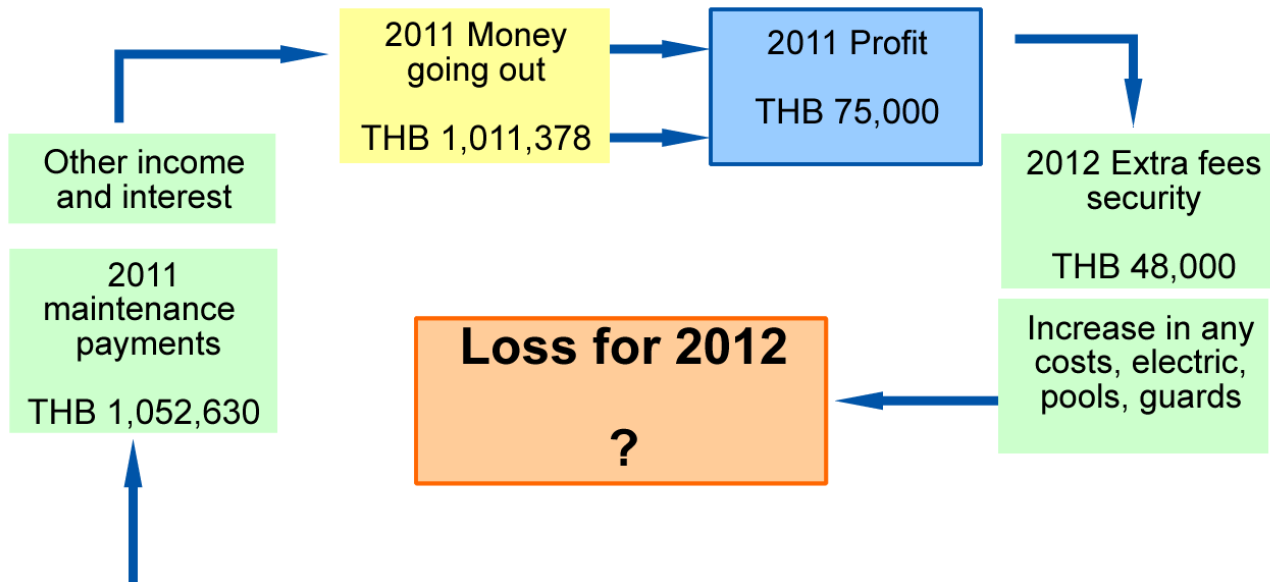 2011 Money
going out
THB 1,011,378
2011 Profit
THB 75,000
Other income
and interest
2012 Extra fees
security
THB 48,000
2011
maintenance
payments
THB 1,052,630
Increase in any
costs, electric,
pools, guards
Loss for 2012
?